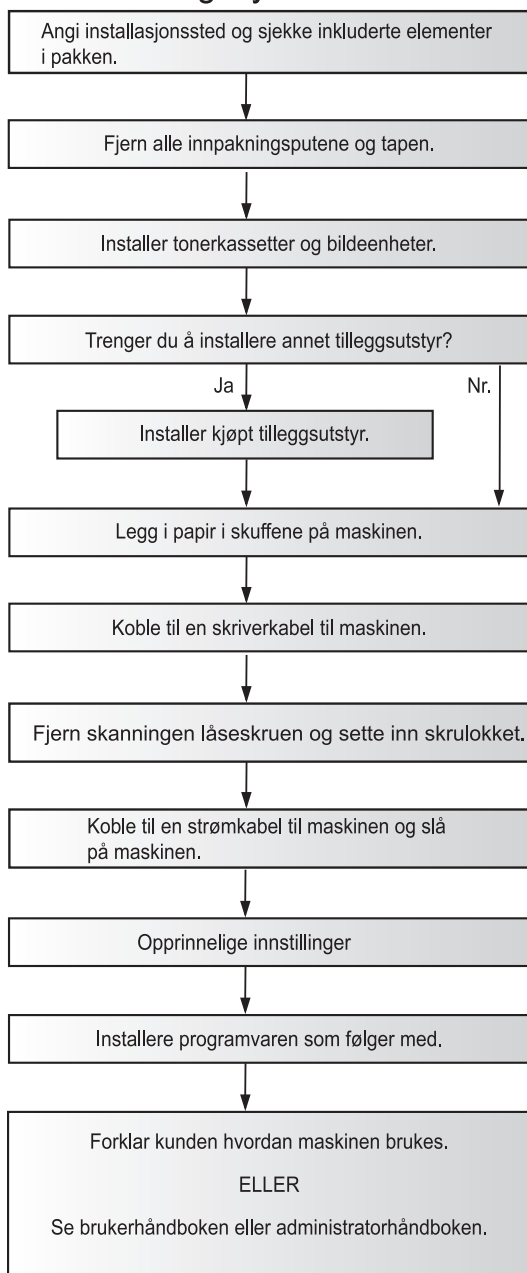 Angi installasjonssted og sjekke inkluderte elementer
i pakken.
Fjern alle innpakningsputene og tapen.
Installer tonerkassetter og bildeenheter.
Trenger du å installere annet tilleggsutstyr?
Ja
Nr.
Installer kjøpt tilleggsutstyr.
Legg i papir i skuffene på maskinen.
Koble til en skriverkabel til maskinen.
Fjern skanningen låseskruen og sette inn skrulokket.
Koble til en strømkabel til maskinen og slå
på maskinen.
Opprinnelige innstillinger
Installere programvaren som følger med.
Forklar kunden hvordan maskinen brukes.
ELLER
Se brukerhåndboken eller administratorhåndboken.